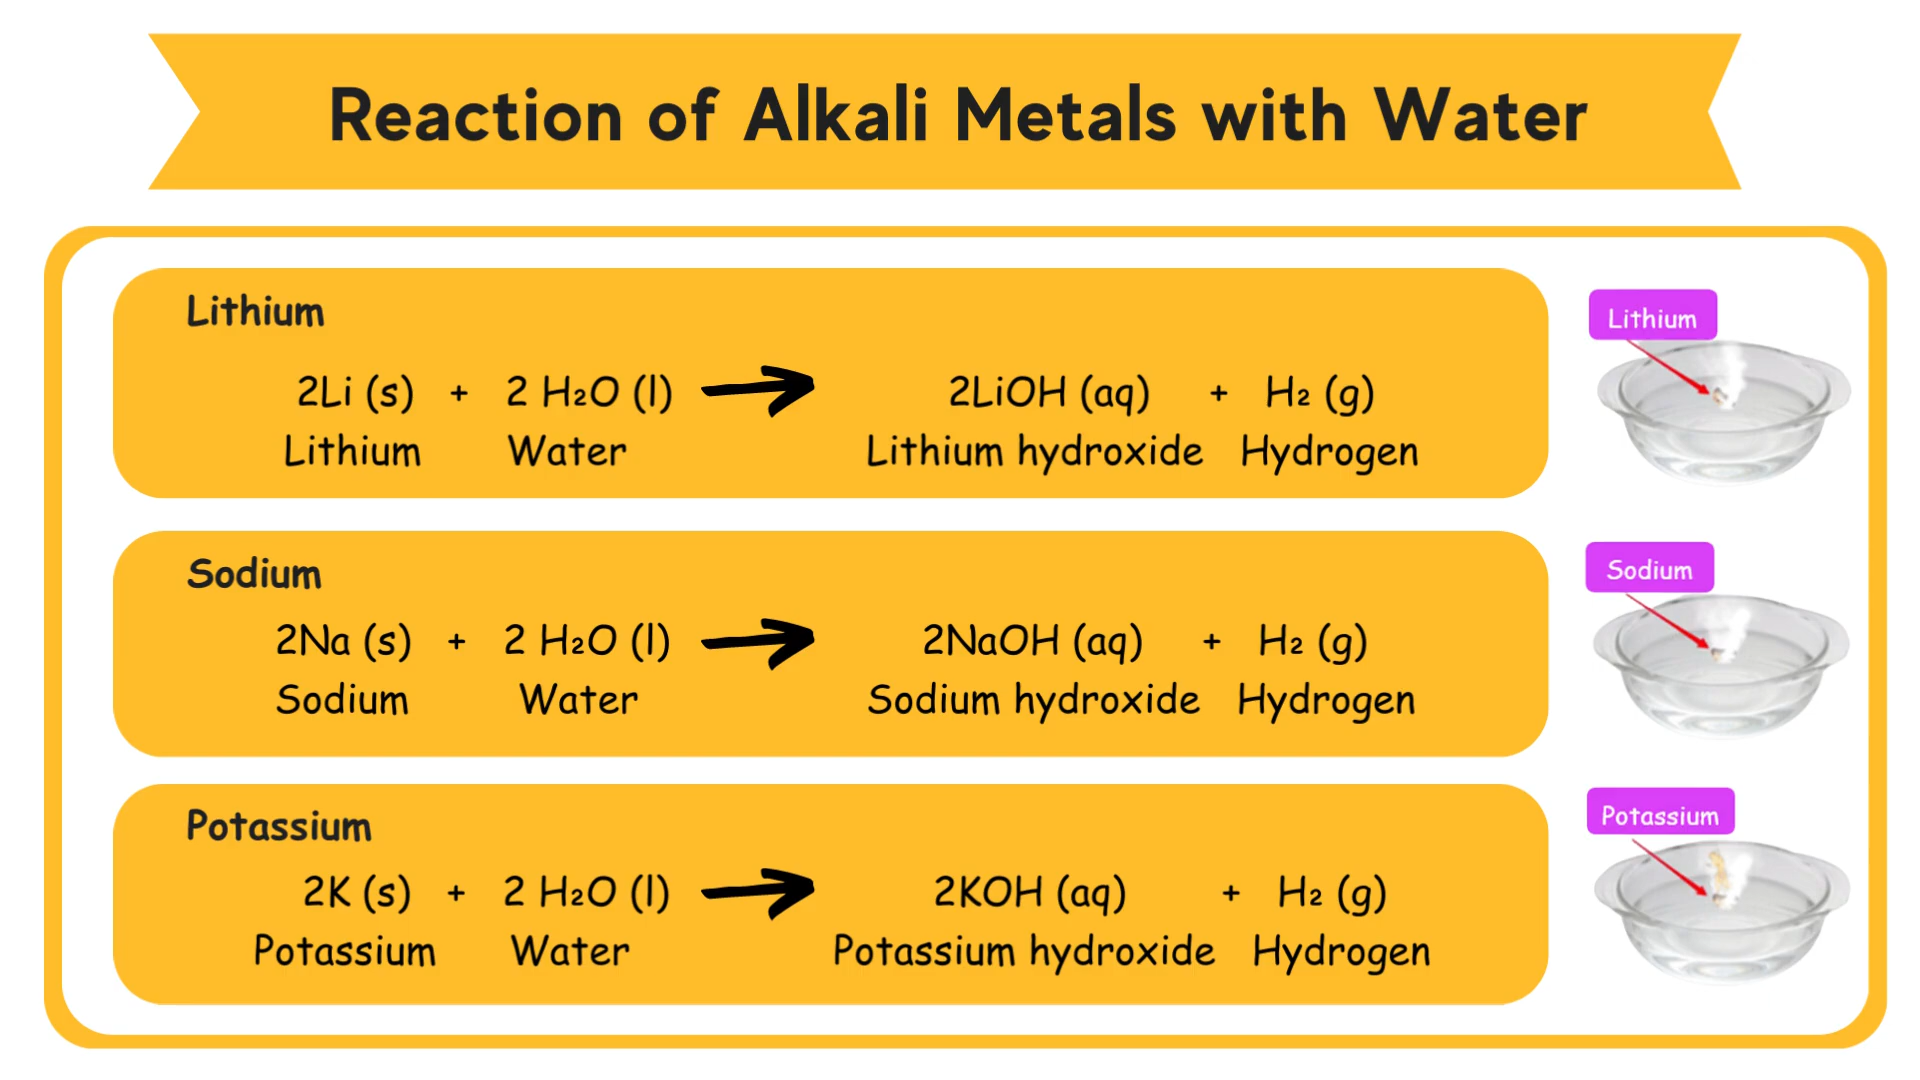 Reaction of Alkali Metals with Water
Lithium
2Li (s) + 2 H₂O (l) → 2LiOH (aq) + H₂ (g)
Lithium Water Lithium hydroxide Hydrogen
Lithium
Sodium
2Na (s) + 2 H₂O (l) → 2NaOH (aq) + H₂ (g)
Sodium Water Sodium hydroxide Hydrogen
Sodium
Potassium
2K (s) + 2 H₂O (l) → 2KOH (aq) + H₂ (g)
Potassium Water Potassium hydroxide Hydrogen
Potassium